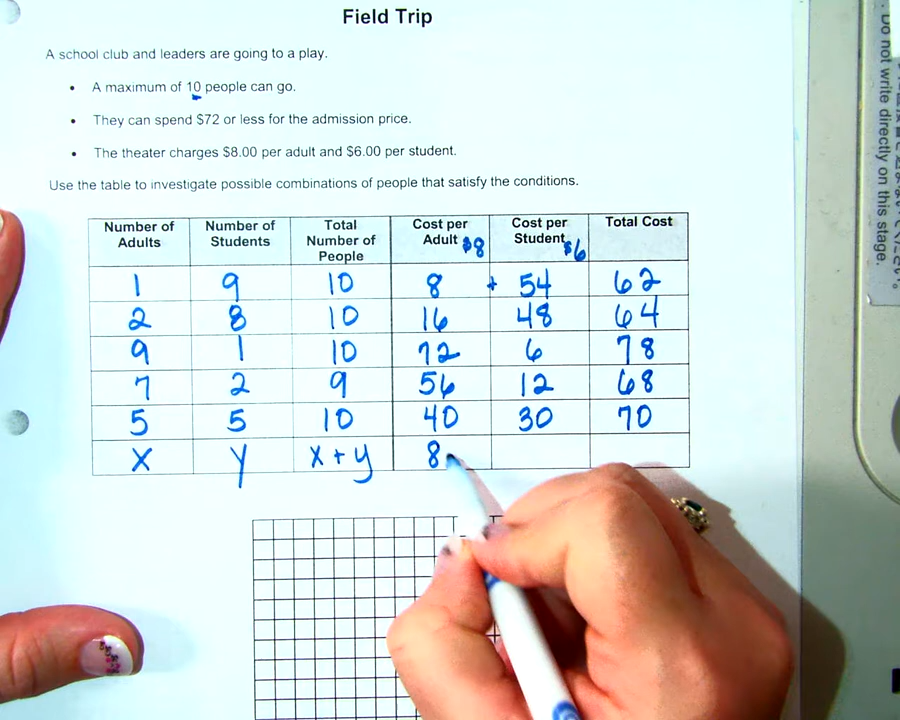 Field Trip
A school club and leaders are going to a play.
• A maximum of 10 people can go.
• They can spend $72 or less for the admission price.
• The theater charges $8.00 per adult and $6.00 per student.
Use the table to investigate possible combinations of people that satisfy the conditions.
Number of Adults Number of Students Total Number of People Cost per Adult $8 Cost per Student $6 Total Cost
1 9 10 8 + 54 62
2 8 10 16 48 64
9 1 10 72 6 78
7 2 9 56 12 68
5 5 10 40 30 70
x y x + y 8
Do not write directly on this stage.